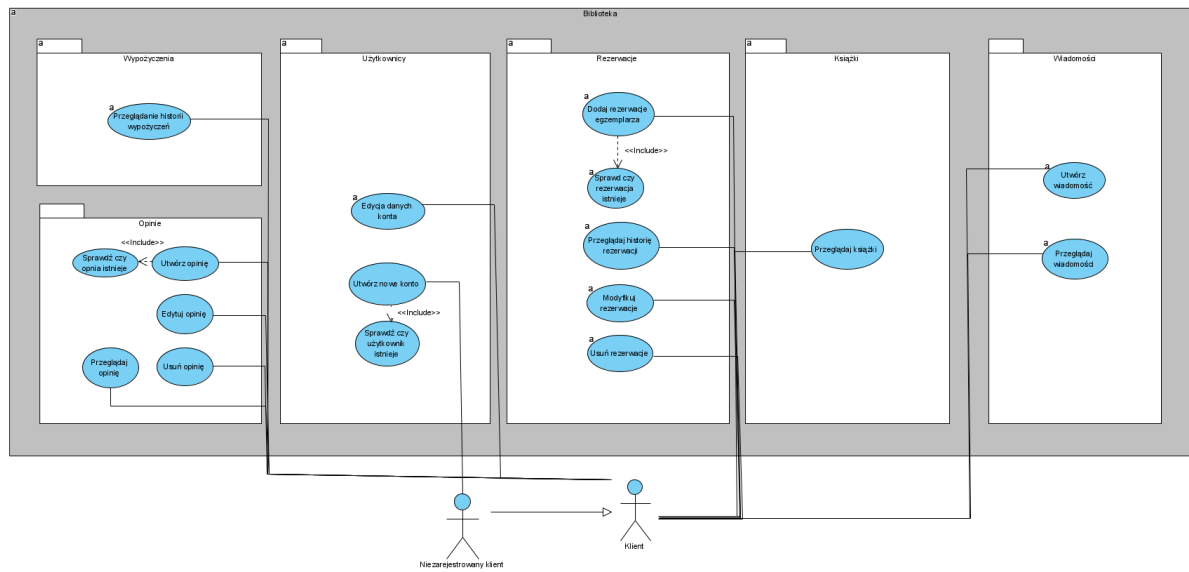 a
Biblioteka
a
Wypożyczenia
a
Przeglądanie historii
wypożyczeń
Opinie
<<Include>>
Sprawdź czy
opnia istnieje
Utwórz opinię
Edytuj opinię
Przeglądaj
opinię
Usuń opinię
a
Użytkownicy
a
Edycja danych
konta
Utwórz nowe konto
<<Include>>
Sprawdź czy
użytkownik
istnieje
a
Rezerwacje
a
Dodaj rezerwacje
egzemplarza
<<Include>>
a
Sprawd czy
rezerwacja
istnieje
a
Przeglądaj historię
rezerwacji
a
Modyfikuj
rezerwacje
a
Usuń rezerwacje
a
Książki
Przeglądaj książki
a
Wiadomości
a
Utwórz
wiadomość
a
Przeglądaj
wiadomości
Niezarejestrowany klient
Klient